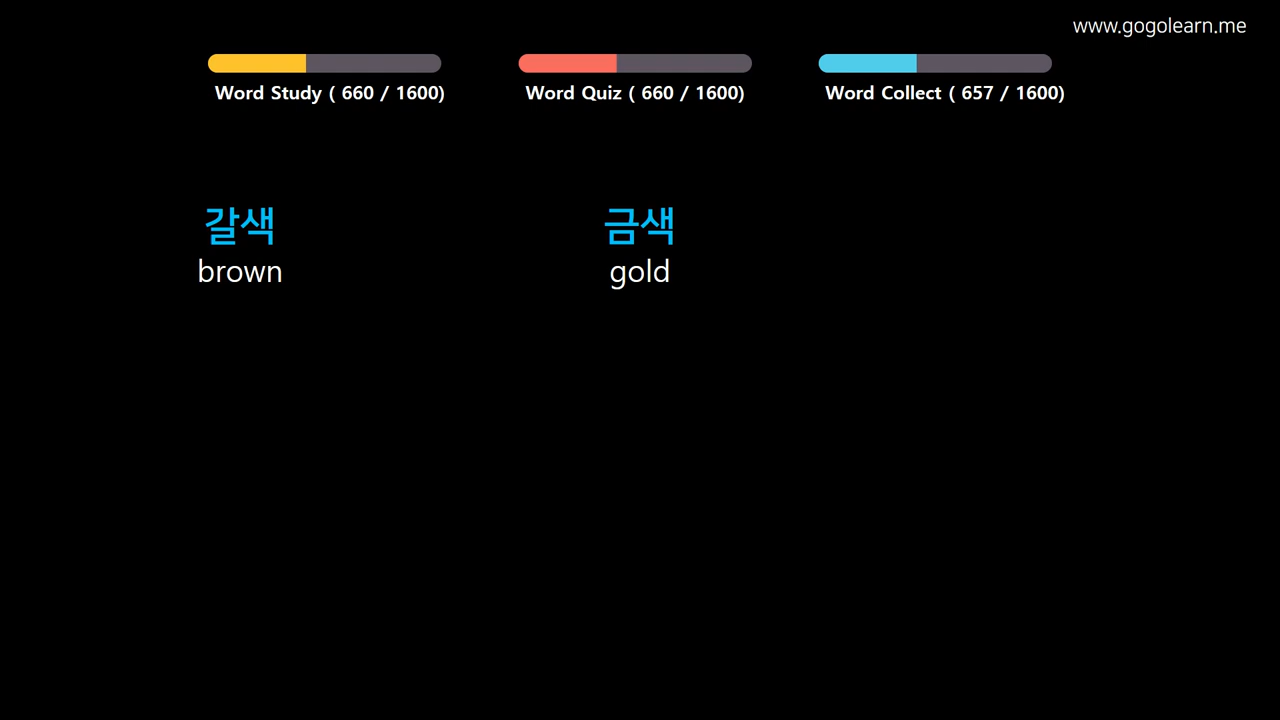 www.gogolearn.me
Word Study ( 660 / 1600)
Word Quiz ( 660 / 1600)
Word Collect ( 657 / 1600)
갈색
brown
금색
gold